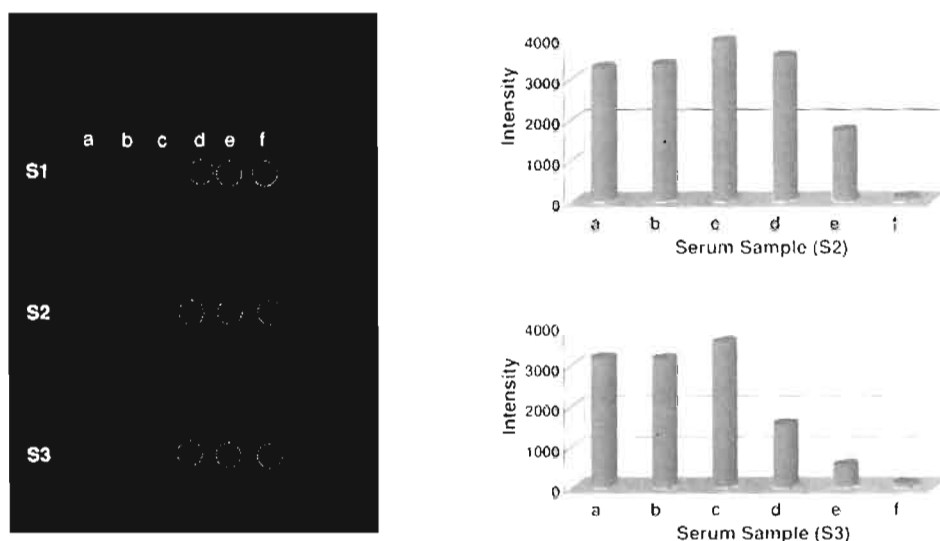 a b c d e f
S1
S2
S3
4000
3000
2000
1000
0
Intensity
a b c d e f
Serum Sample (S2)
4000
3000
2000
1000
0
Intensity
a b c d e f
Serum Sample (S3)